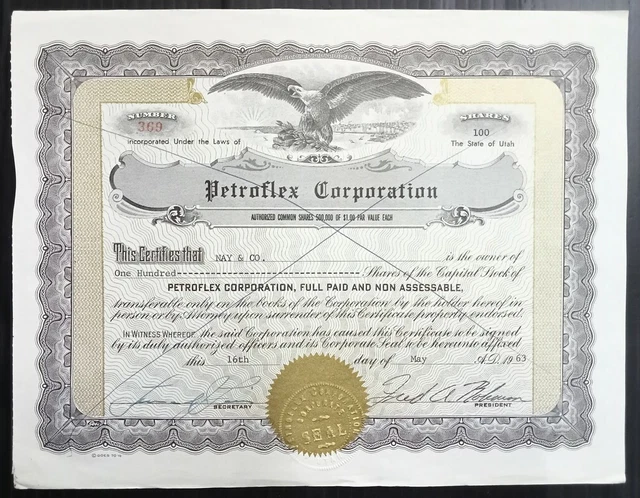 NUMBER
369
SHARES
100
Incorporated Under the Laws of
The State of Utah
Petroflex Corporation
AUTHORIZED COMMON SHARES 500,000 OF $1.00 PAR VALUE EACH
This Certifies that NAY & CO. is the owner of
One Hundred Shares of the Capital Stock of
PETROFLEX CORPORATION, FULL PAID AND NON ASSESSABLE,
transferable only on the books of the Corporation by the holder hereof in
person or by Attorney upon surrender of this Certificate properly endorsed.
IN WITNESS WHEREOF, the said Corporation has caused this Certificate to be signed
by its duly authorized officers and its Corporate Seal to be hereunto affixed
this 16th day of May A.D. 1963
SECRETARY
PRESIDENT
SEAL